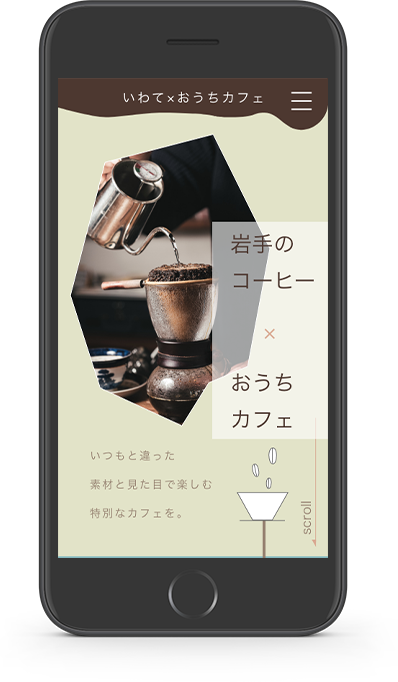 いわて×おうちカフェ
岩手の
コーヒー
×
おうち
カフェ
いつもと違った
素材と見た目で楽しむ
特別なカフェを。
scroll